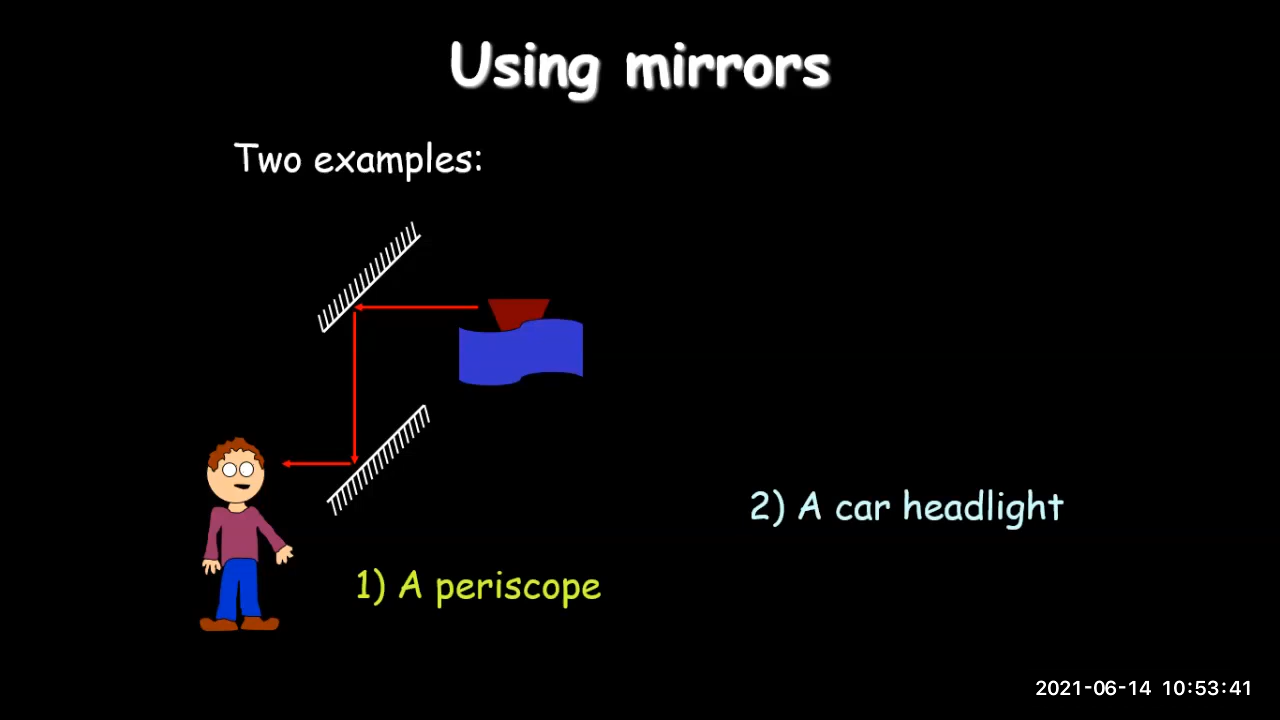 Using mirrors
Two examples:
2) A car headlight
1) A periscope
2021-06-14 10:53:41